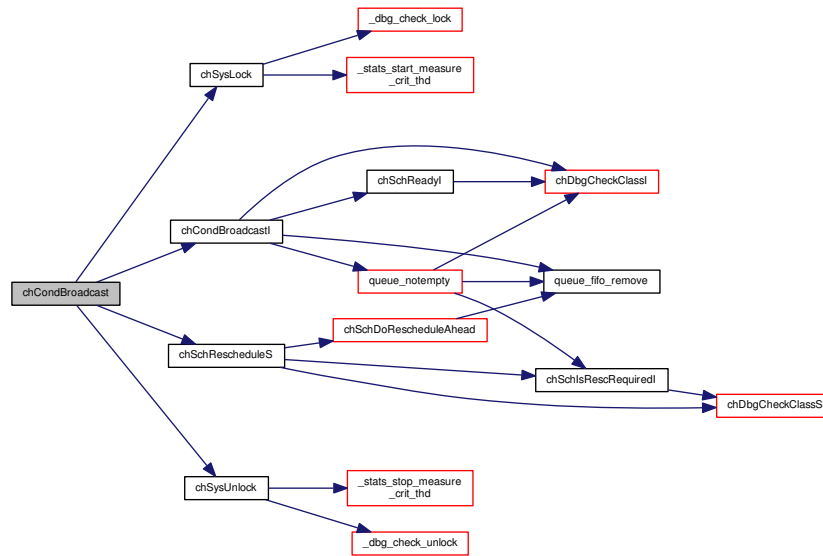 _dbg_check_lock
chSysLock
_stats_start_measure
_crit_thd
chSchReadyI
chDbgCheckClassI
chCondBroadcastI
queue_notempty
queue_fifo_remove
chCondBroadcast
chSchDoRescheduleAhead
chSchRescheduleS
chSchIsRescRequiredI
chDbgCheckClassS
chSysUnlock
_stats_stop_measure
_crit_thd
_dbg_check_unlock